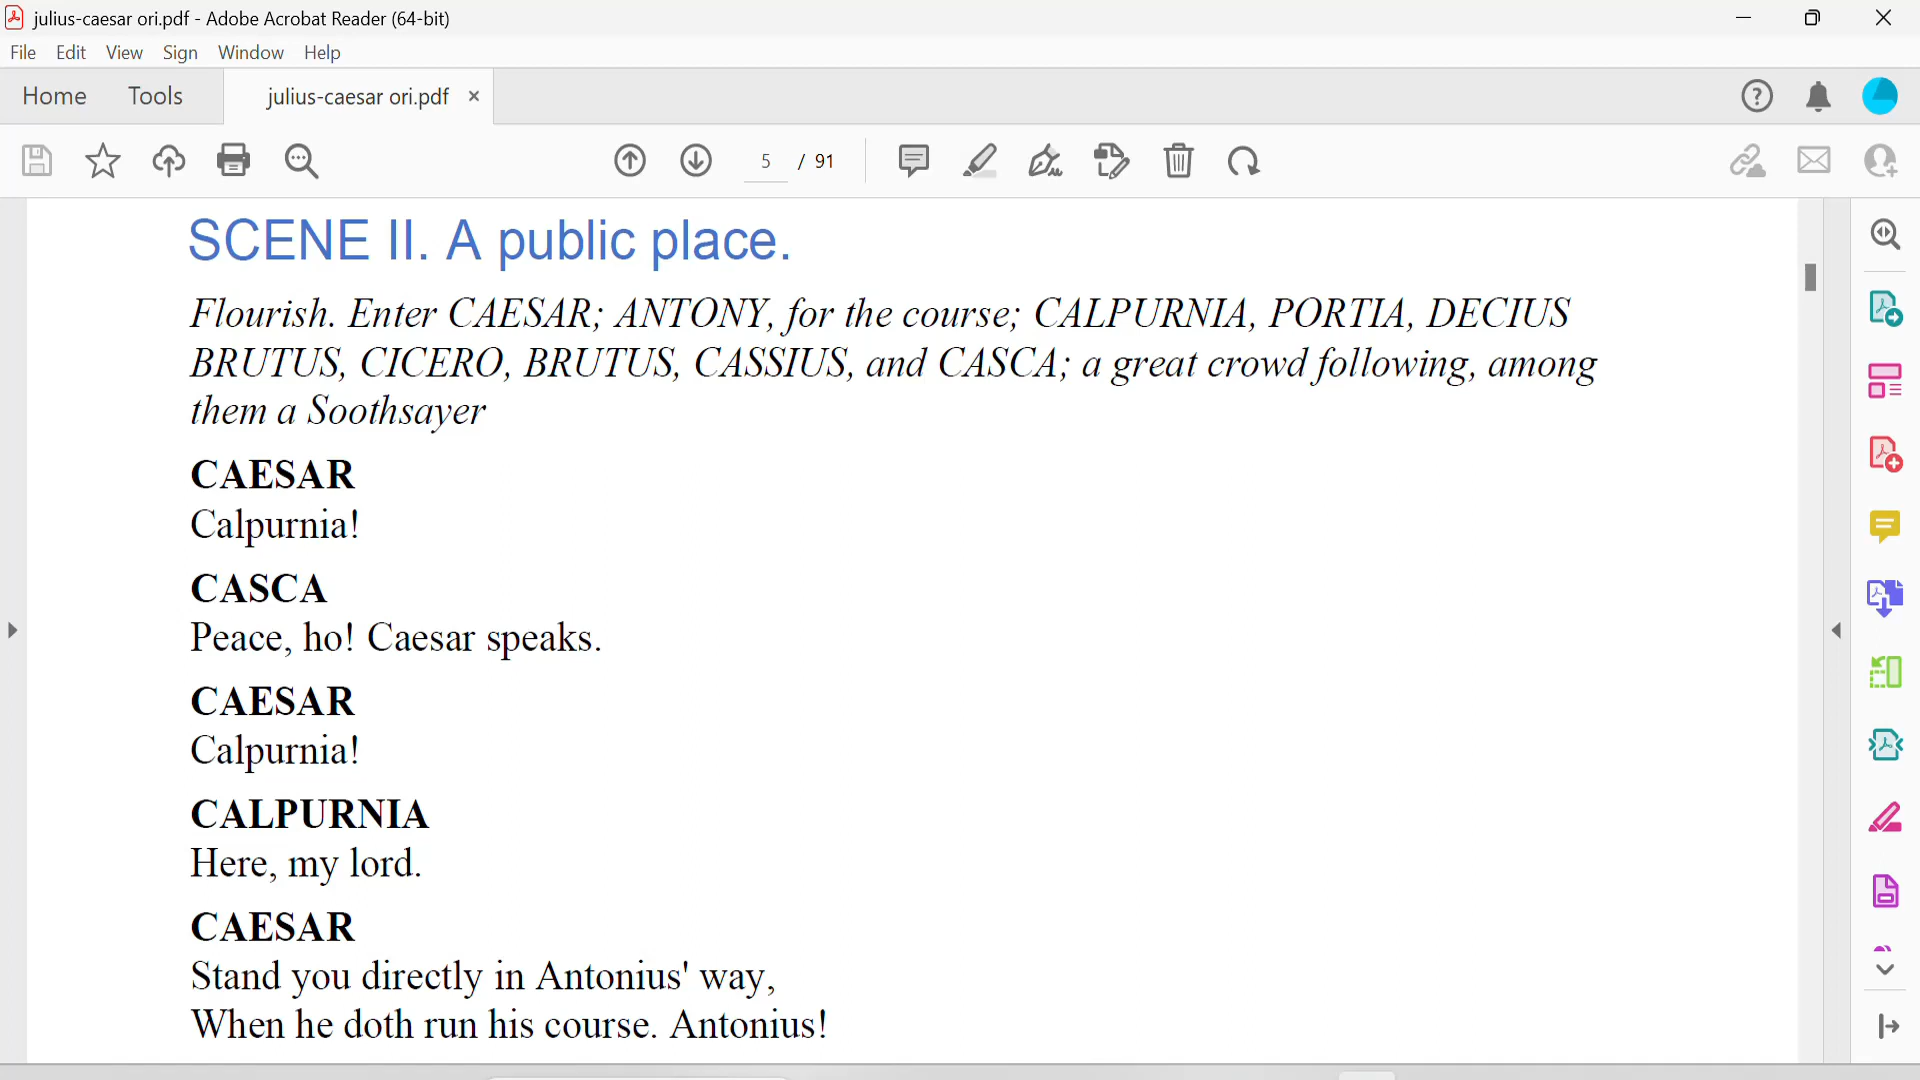 julius-caesar ori.pdf - Adobe Acrobat Reader (64-bit)
File Edit View Sign Window Help
Home Tools julius-caesar ori.pdf
5 / 91
SCENE II. A public place.
Flourish. Enter CAESAR; ANTONY, for the course; CALPURNIA, PORTIA, DECIUS
BRUTUS, CICERO, BRUTUS, CASSIUS, and CASCA; a great crowd following, among
them a Soothsayer
CAESAR
Calpurnia!
CASCA
Peace, ho! Caesar speaks.
CAESAR
Calpurnia!
CALPURNIA
Here, my lord.
CAESAR
Stand you directly in Antonius' way,
When he doth run his course. Antonius!